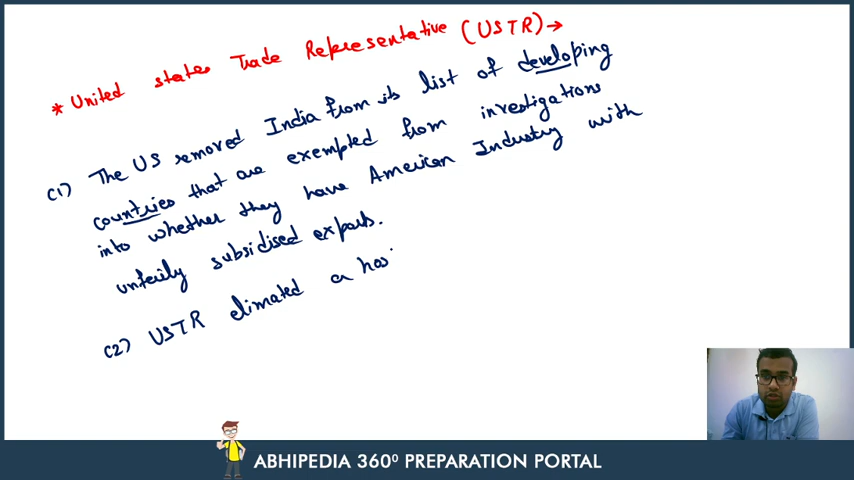 * United states Trade Representative (USTR) →
(1) The US removed India from its list of developing
countries that are exempted from investigations
into whether they have American Industry with
unfairly subsidised exports.
(2) USTR elimated a hos
ABHIPEDIA 360⁰ PREPARATION PORTAL